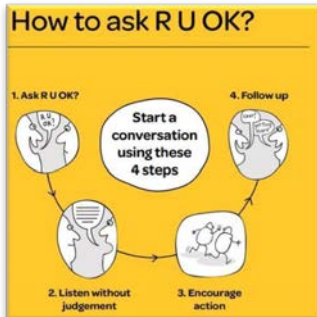 How to ask R U OK?
1. Ask R U OK?
R U
OK?
Start a
conversation
using these
4 steps
4. Follow up
2. Listen without
judgement
3. Encourage
action